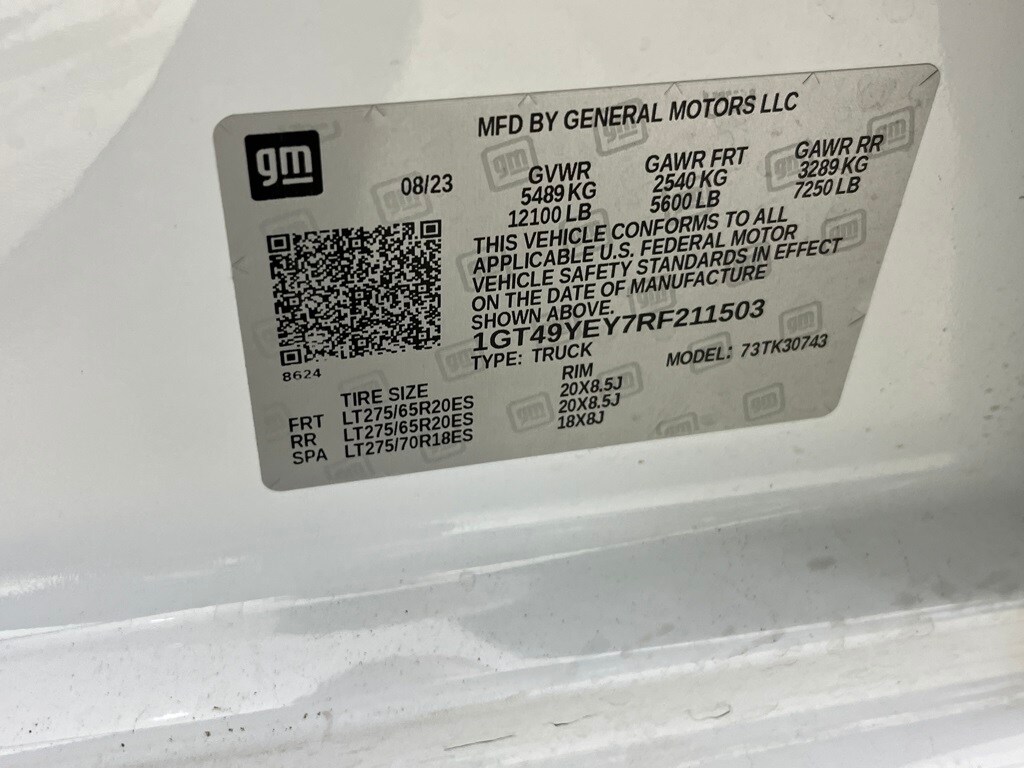 MFD BY GENERAL MOTORS LLC
gm
08/23
GVWR
5489 KG
12100 LB
GAWR FRT
2540 KG
5600 LB
GAWR RR
3289 KG
7250 LB
THIS VEHICLE CONFORMS TO ALL
APPLICABLE U.S. FEDERAL MOTOR
VEHICLE SAFETY STANDARDS IN EFFECT
ON THE DATE OF MANUFACTURE
SHOWN ABOVE.
1GT49YEY7RF211503
TYPE: TRUCK
MODEL: 73TK30743
8624
TIRE SIZE RIM
FRT LT275/65R20ES 20X8.5J
RR LT275/65R20ES 20X8.5J
SPA LT275/70R18ES 18X8J